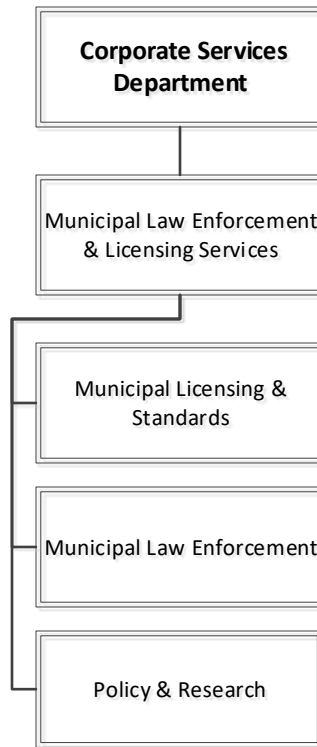 Corporate Services
Department
Municipal Law Enforcement
& Licensing Services
Municipal Licensing &
Standards
Municipal Law Enforcement
Policy & Research